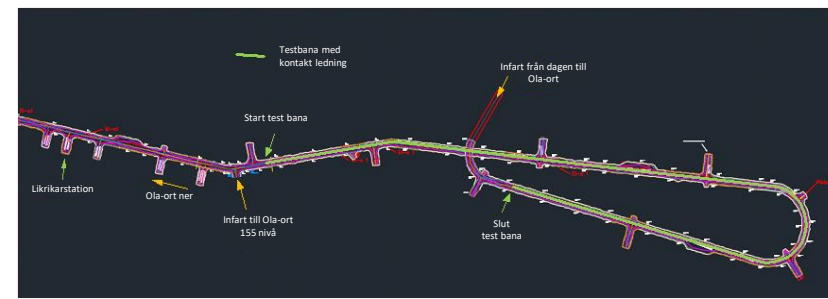 Testbana med
kontakt ledning
Infart från dagen till
Ola-ort
Start test bana
Likrikarstation
Ola-ort ner
Infart till Ola-ort
155 nivå
Slut
test bana